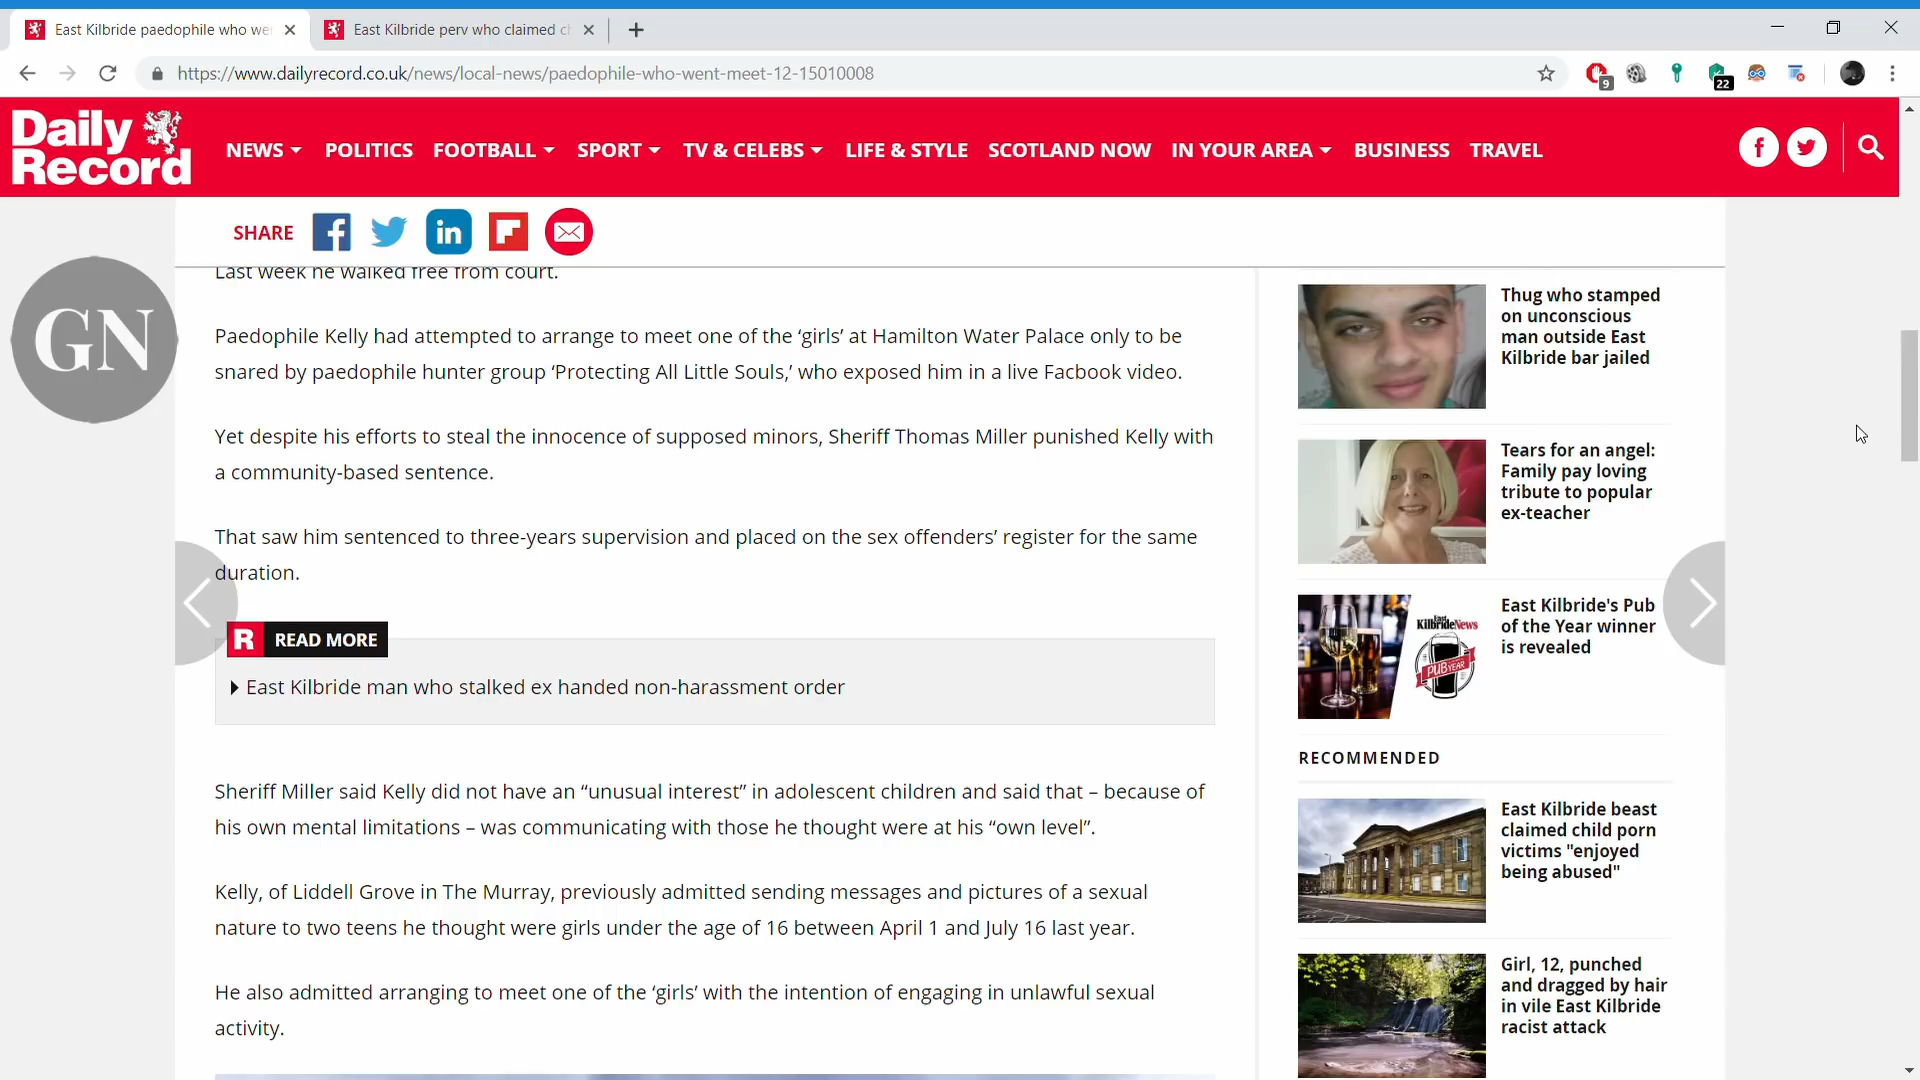 East Kilbride paedophile who we
East Kilbride perv who claimed c
https://www.dailyrecord.co.uk/news/local-news/paedophile-who-went-meet-12-15010008
9
22
Daily
Record
NEWS
POLITICS
FOOTBALL
SPORT
TV & CELEBS
LIFE & STYLE
SCOTLAND NOW
IN YOUR AREA
BUSINESS
TRAVEL
SHARE
GN
Last week he walked free from court.
Paedophile Kelly had attempted to arrange to meet one of the ‘girls’ at Hamilton Water Palace only to be
snared by paedophile hunter group ‘Protecting All Little Souls,’ who exposed him in a live Facbook video.
Yet despite his efforts to steal the innocence of supposed minors, Sheriff Thomas Miller punished Kelly with
a community-based sentence.
That saw him sentenced to three-years supervision and placed on the sex offenders’ register for the same
duration.
R READ MORE
East Kilbride man who stalked ex handed non-harassment order
Sheriff Miller said Kelly did not have an “unusual interest” in adolescent children and said that – because of
his own mental limitations – was communicating with those he thought were at his “own level”.
Kelly, of Liddell Grove in The Murray, previously admitted sending messages and pictures of a sexual
nature to two teens he thought were girls under the age of 16 between April 1 and July 16 last year.
He also admitted arranging to meet one of the ‘girls’ with the intention of engaging in unlawful sexual
activity.
Thug who stamped
on unconscious
man outside East
Kilbride bar jailed
Tears for an angel:
Family pay loving
tribute to popular
ex-teacher
East
KilbrideNews
PUB YEAR
East Kilbride's Pub
of the Year winner
is revealed
RECOMMENDED
East Kilbride beast
claimed child porn
victims "enjoyed
being abused"
Girl, 12, punched
and dragged by hair
in vile East Kilbride
racist attack